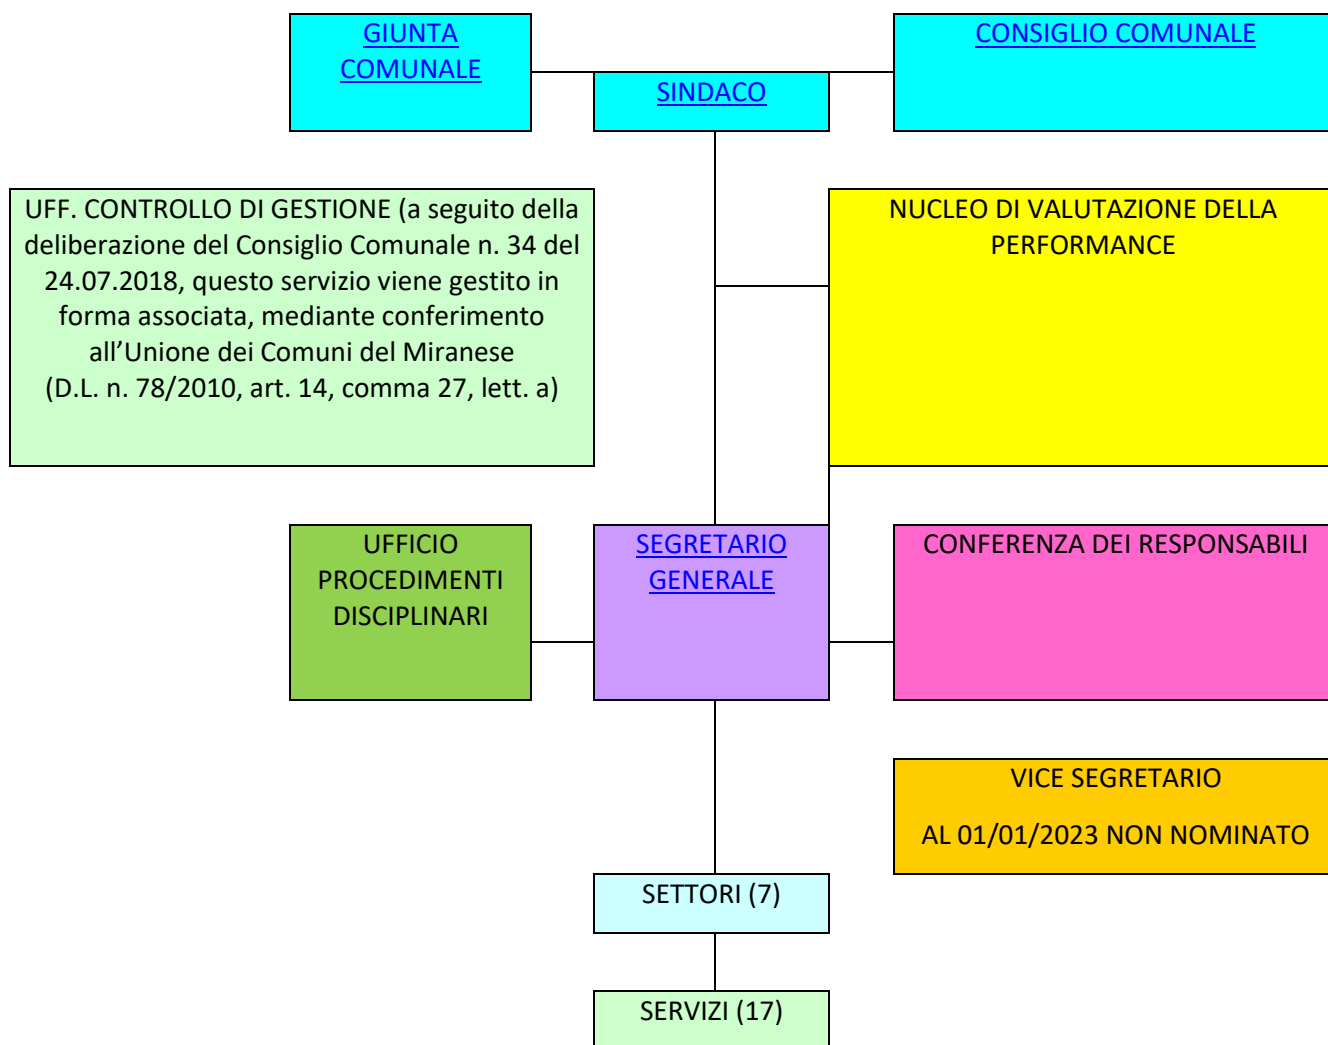 GIUNTA
COMUNALE
CONSIGLIO COMUNALE
SINDACO
UFF. CONTROLLO DI GESTIONE (a seguito della
deliberazione del Consiglio Comunale n. 34 del
24.07.2018, questo servizio viene gestito in
forma associata, mediante conferimento
all’Unione dei Comuni del Miranese
(D.L. n. 78/2010, art. 14, comma 27, lett. a)
NUCLEO DI VALUTAZIONE DELLA
PERFORMANCE
UFFICIO
PROCEDIMENTI
DISCIPLINARI
SEGRETARIO
GENERALE
CONFERENZA DEI RESPONSABILI
VICE SEGRETARIO
AL 01/01/2023 NON NOMINATO
SETTORI (7)
SERVIZI (17)